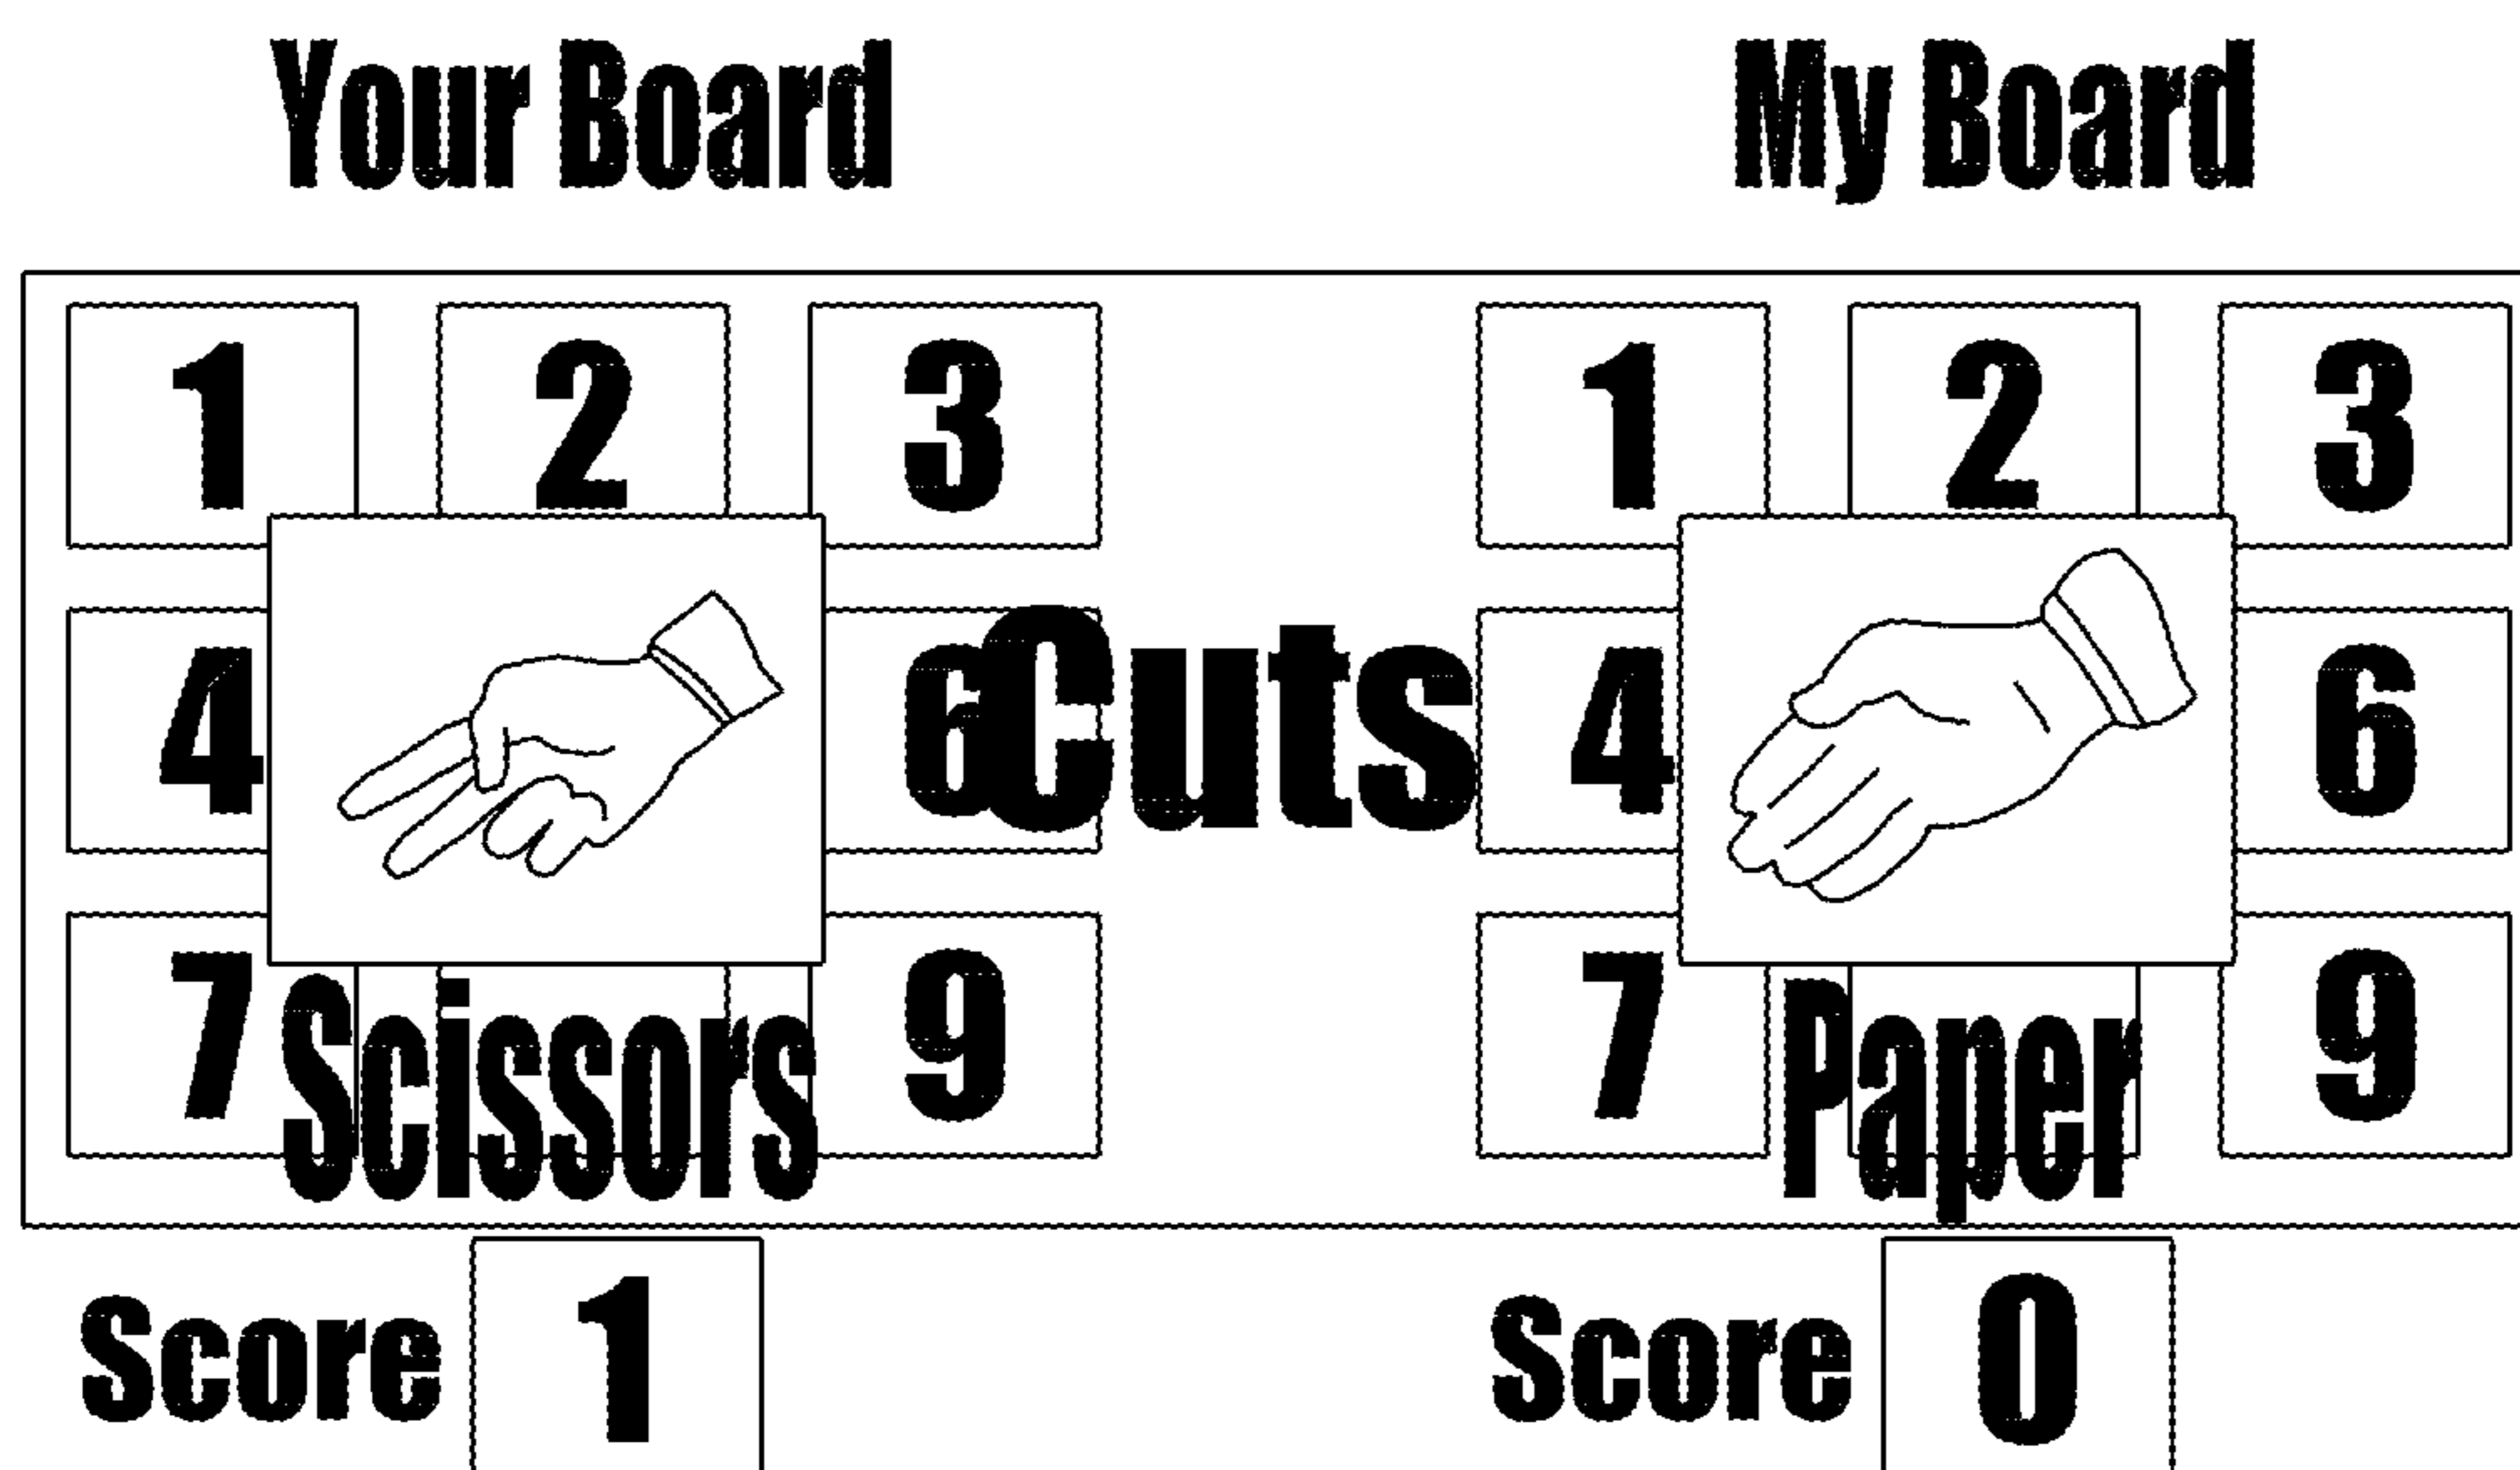 Your Board My Board
1 2 3 1 2 3
4 6 Cuts 4 6
7 9 7 9
Scissors Paper
Score 1 Score 0